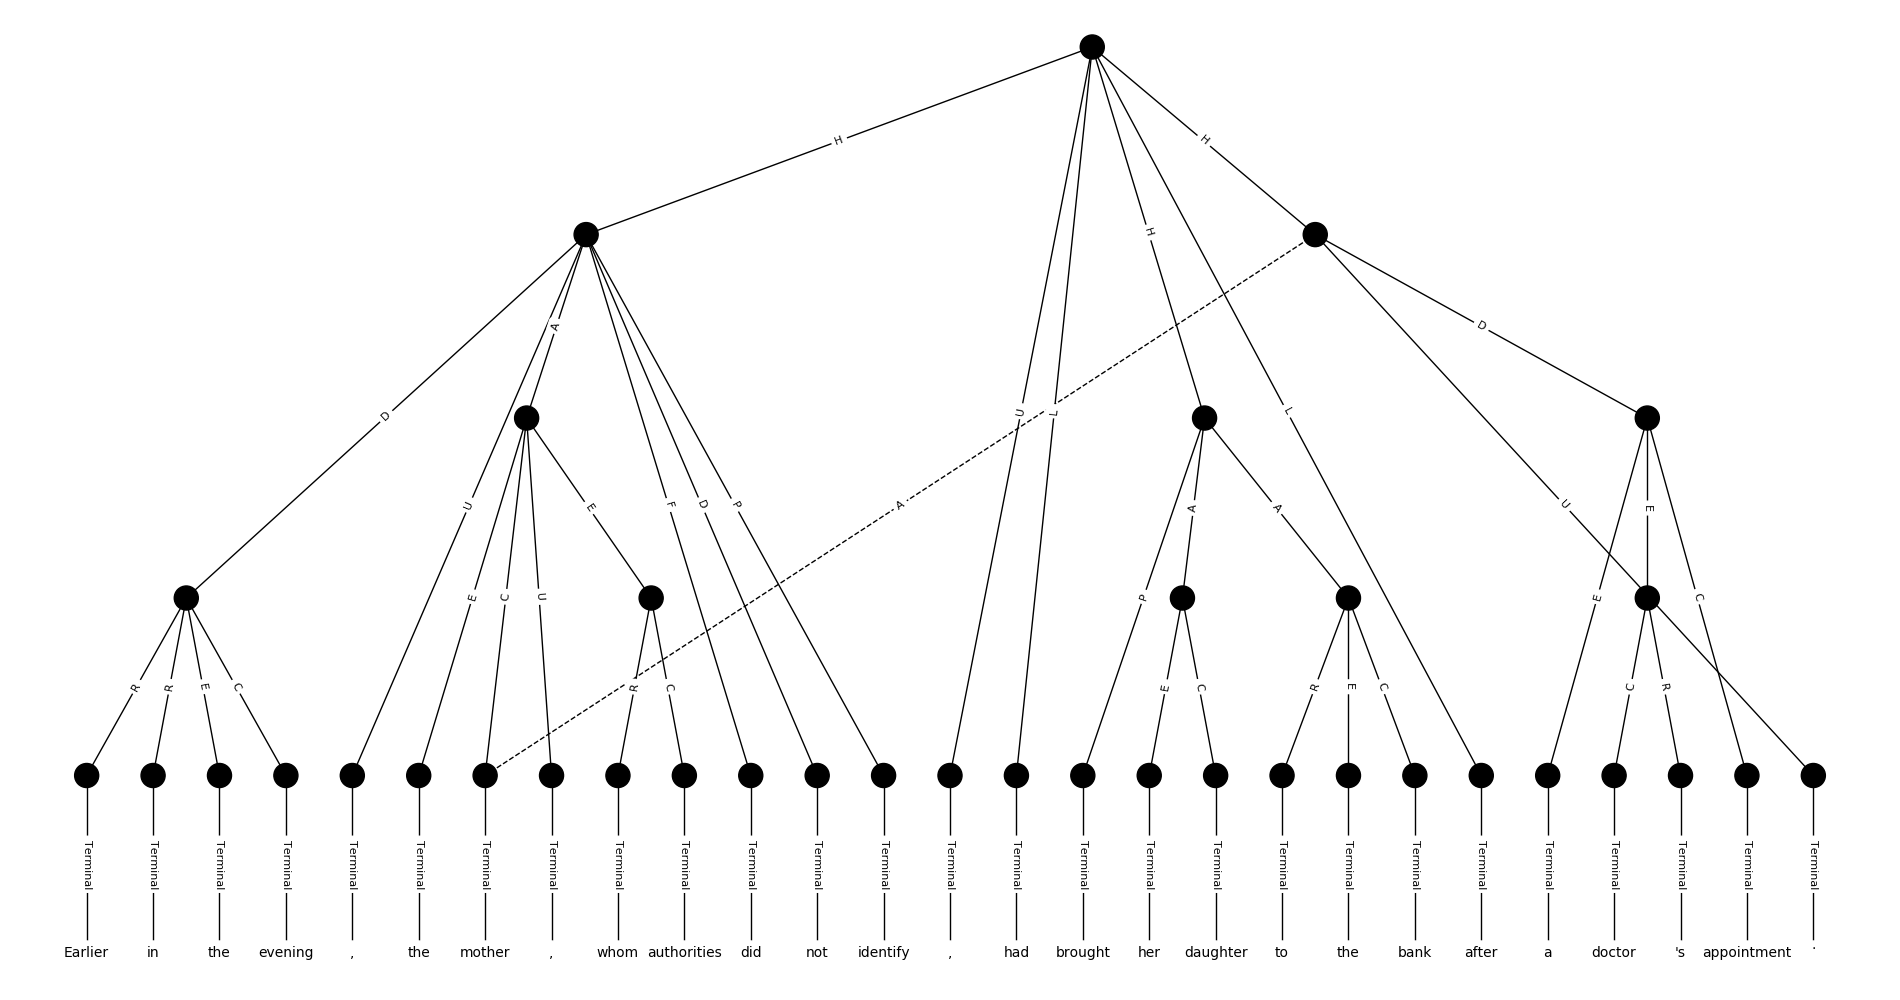 H H
H
A D
D U L L
U F D P A E A A U
E C U E P E C
R R E C R C E C R E C C R
Terminal Terminal Terminal Terminal Terminal Terminal Terminal Terminal Terminal Terminal Terminal Terminal Terminal Terminal Terminal Terminal Terminal Terminal Terminal Terminal Terminal Terminal Terminal Terminal Terminal Terminal Terminal
Earlier in the evening , the mother , whom authorities did not identify , had brought her daughter to the bank after a doctor 's appointment .